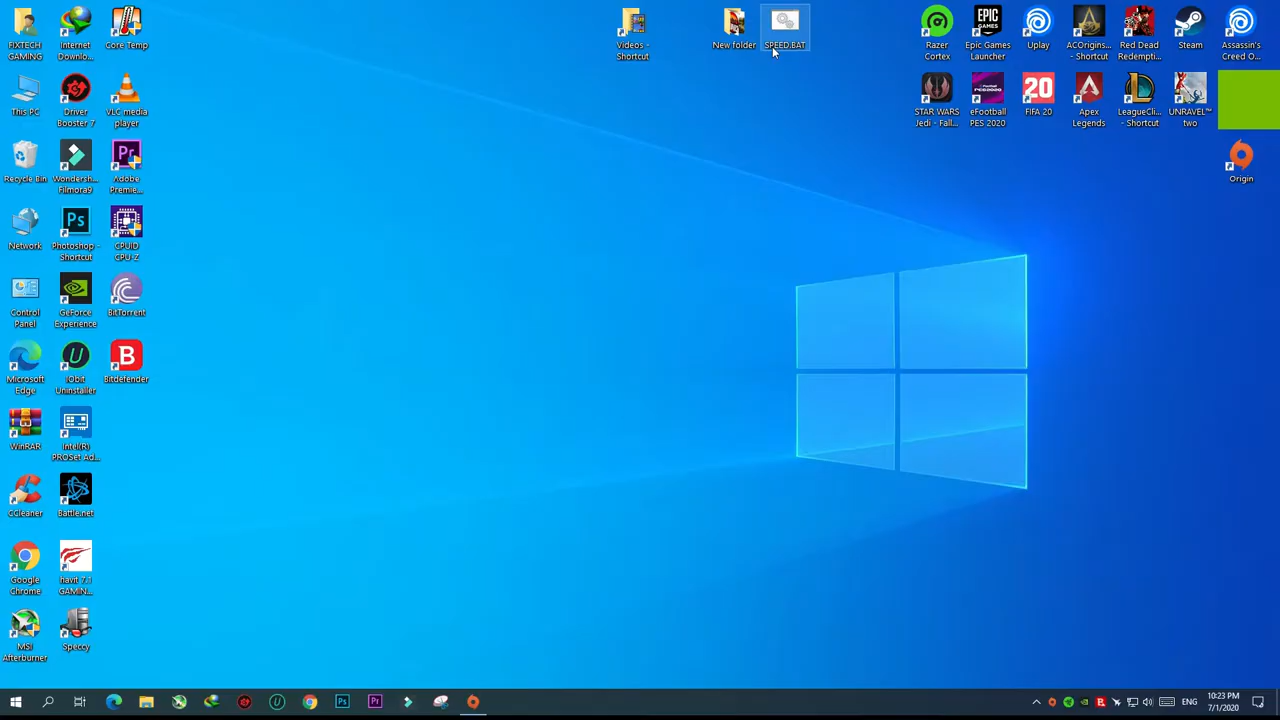 FIXTECH
GAMING
Internet
Downlo...
Core Temp
Videos -
Shortcut
New folder
SPEED.BAT
Razer
Cortex
EPIC
GAMES
Epic Games
Launcher
Uplay
ACOrigins...
- Shortcut
Red Dead
Redempti...
Steam
Assassin's
Creed O...
This PC
Driver
Booster 7
VLC media
player
STAR WARS
Jedi - Fall...
eFootball
PES 2020
20
FIFA 20
Apex
Legends
LeagueCli...
- Shortcut
UNRAVEL™
two
Recycle Bin
Wondersh...
Filmora9
Pr
Adobe
Premie...
Origin
Network
Ps
Photoshop -
Shortcut
CPUID
CPU-Z
Control
Panel
GeForce
Experience
BitTorrent
Microsoft
Edge
U
IObit
Uninstaller
B
Bitdefender
WinRAR
Intel(R)
PROSet Ad...
CCleaner
Battle.net
Google
Chrome
havit 7.1
GAMIN...
MSI
Afterburner
Speccy
U
Ps
Pr
B
ENG
10:23 PM
7/1/2020